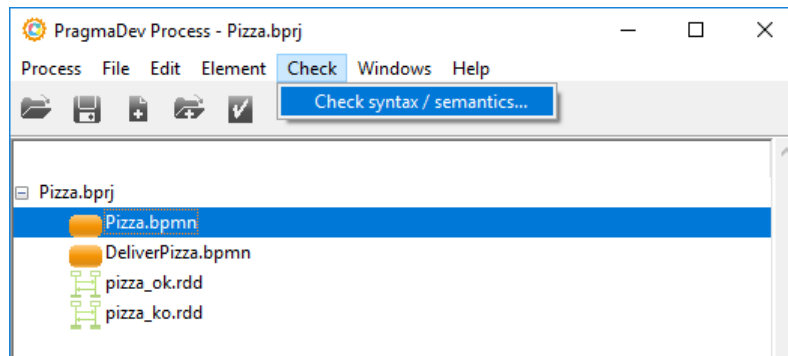 PragmaDev Process - Pizza.bprj
Process File Edit Element Check Windows Help
Check syntax / semantics...
Pizza.bprj
Pizza.bpmn
DeliverPizza.bpmn
pizza_ok.rdd
pizza_ko.rdd